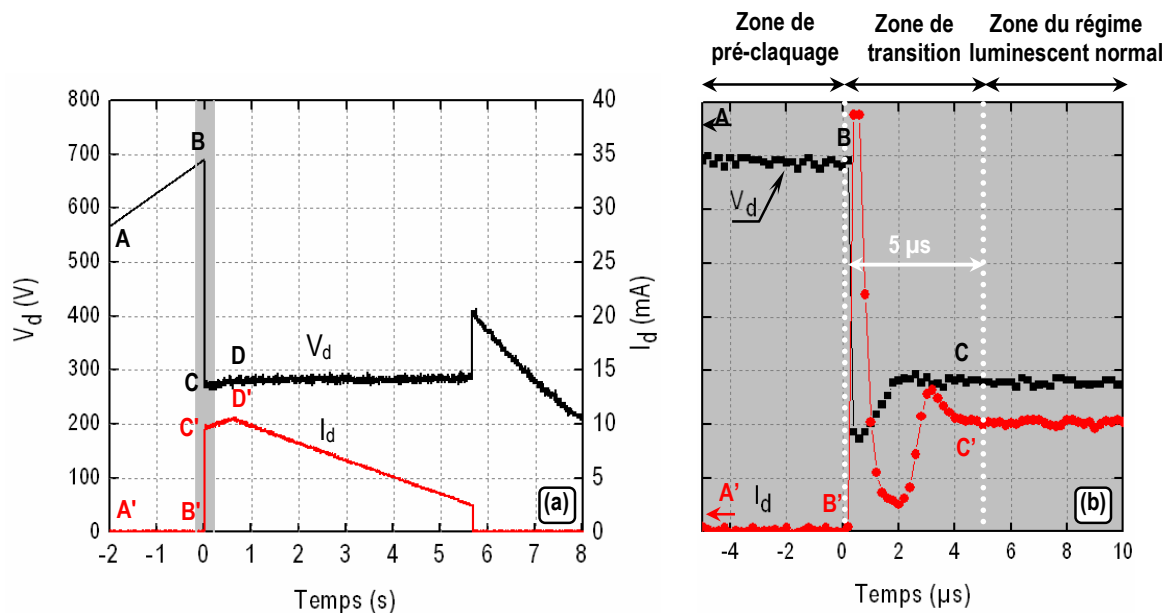 Zone de
pré-claquage
Zone de
transition
Zone du régime
luminescent normal
800
700
600
500
400
300
200
100
0
V_d (V)
A
B
C
D
V_d
A'
B'
C'
D'
I_d
(a)
40
35
30
25
20
15
10
5
0
I_d (mA)
-2 -1 0 1 2 3 4 5 6 7 8
Temps (s)
A
B
V_d
5 µs
C
C'
A'
I_d
B'
(b)
-4 -2 0 2 4 6 8 10
Temps (µs)